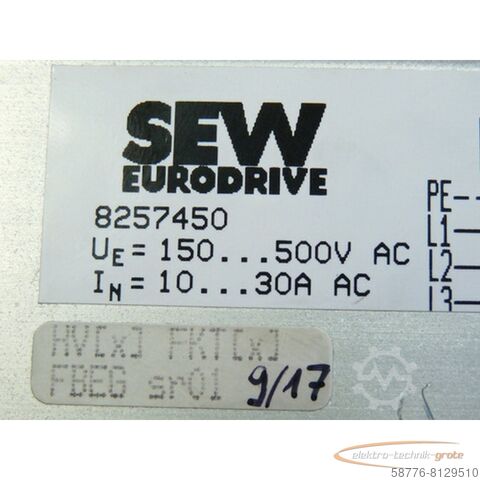 SEW
EURODRIVE
8257450
UE = 150...500V AC
IN = 10...30A AC
PE
L1
L2
L3
HV[x] FKT[x]
FBEG sr01 9/17
elektro-technik-grote
58776-8129510